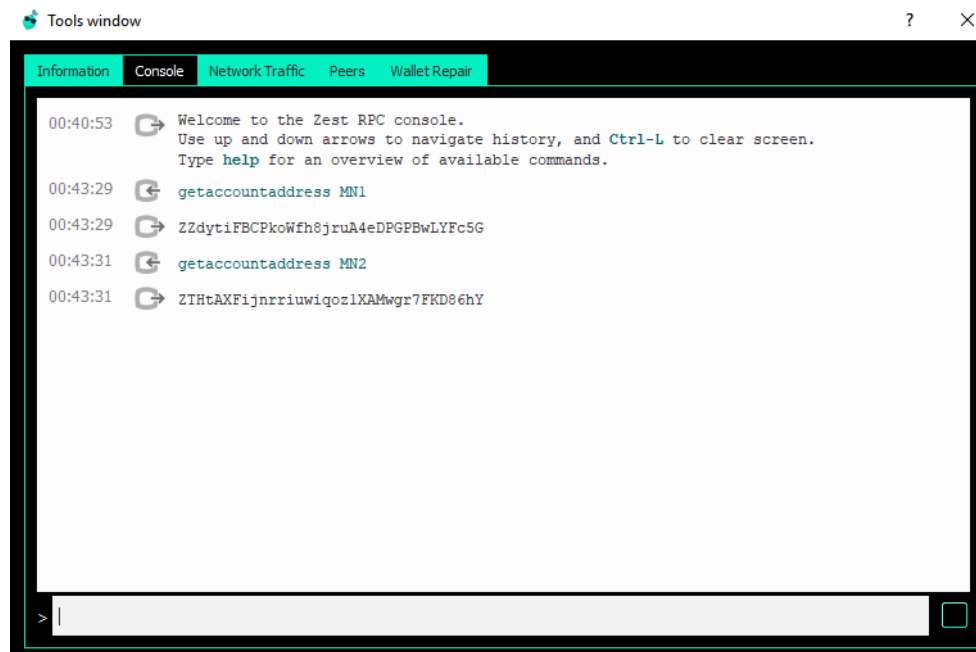 Tools window
?
Information Console Network Traffic Peers Wallet Repair
00:40:53 Welcome to the Zest RPC console.
Use up and down arrows to navigate history, and Ctrl-L to clear screen.
Type help for an overview of available commands.
00:43:29 getaccountaddress MN1
00:43:29 ZZdytiFBCPkoWfh8jruA4eDPGPBwLYFc5G
00:43:31 getaccountaddress MN2
00:43:31 ZTHtAXFijnrriuwiqoz1XAMwgr7FKD86hY
>